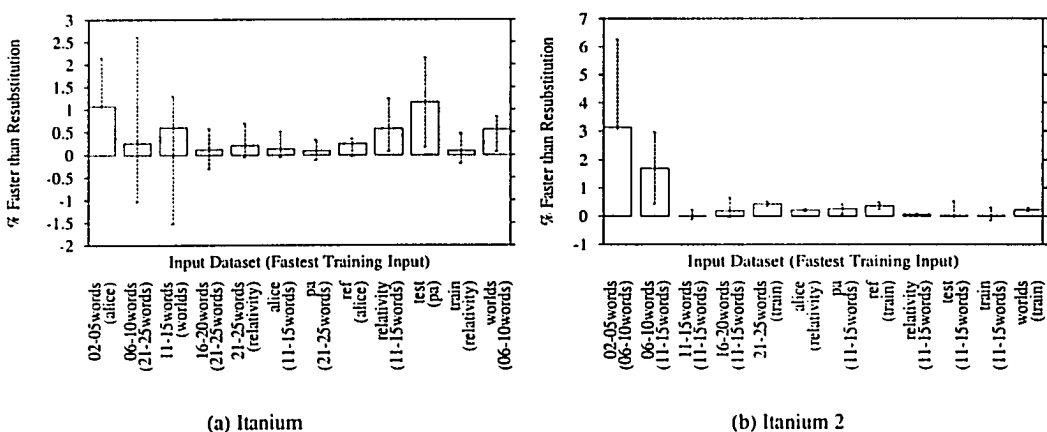 % Faster than Resubstitution
3
2.5
2
1.5
1
0.5
0
-0.5
-1
-1.5
-2
Input Dataset (Fastest Training Input)
02-05words
(alice)
06-10words
(21-25words)
11-15words
(worlds)
16-20words
(21-25words)
21-25words
(relativity)
alice
(11-15words)
pa
(21-25words)
ref
(alice)
relativity
(11-15words)
test
(pa)
train
(relativity)
worlds
(06-10words)
(a) Itanium
% Faster than Resubstitution
7
6
5
4
3
2
1
0
-1
Input Dataset (Fastest Training Input)
02-05words
(06-10words)
06-10words
(11-15words)
11-15words
(11-15words)
16-20words
(11-15words)
21-25words
(train)
alice
(relativity)
pa
(11-15words)
ref
(train)
relativity
(11-15words)
test
(11-15words)
train
(11-15words)
worlds
(train)
(b) Itanium 2